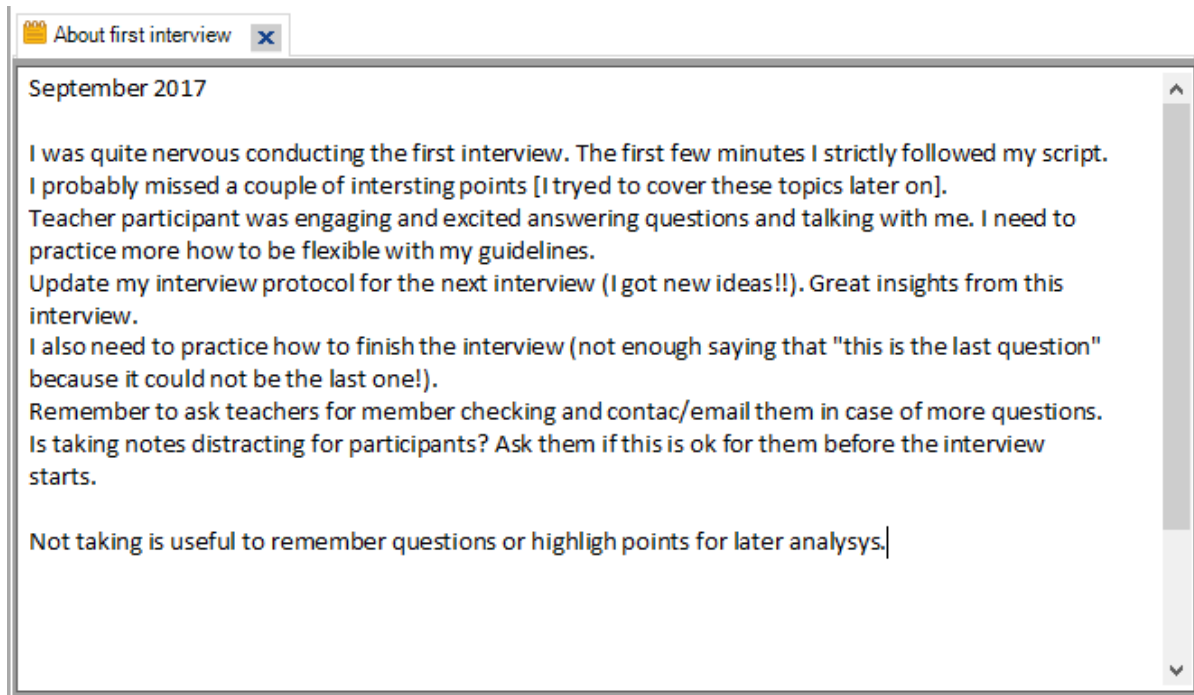 About first interview
September 2017
I was quite nervous conducting the first interview. The first few minutes I strictly followed my script.
I probably missed a couple of intersting points [I tryed to cover these topics later on].
Teacher participant was engaging and excited answering questions and talking with me. I need to
practice more how to be flexible with my guidelines.
Update my interview protocol for the next interview (I got new ideas!!). Great insights from this
interview.
I also need to practice how to finish the interview (not enough saying that "this is the last question"
because it could not be the last one!).
Remember to ask teachers for member checking and contac/email them in case of more questions.
Is taking notes distracting for participants? Ask them if this is ok for them before the interview
starts.
Not taking is useful to remember questions or highligh points for later analysys.